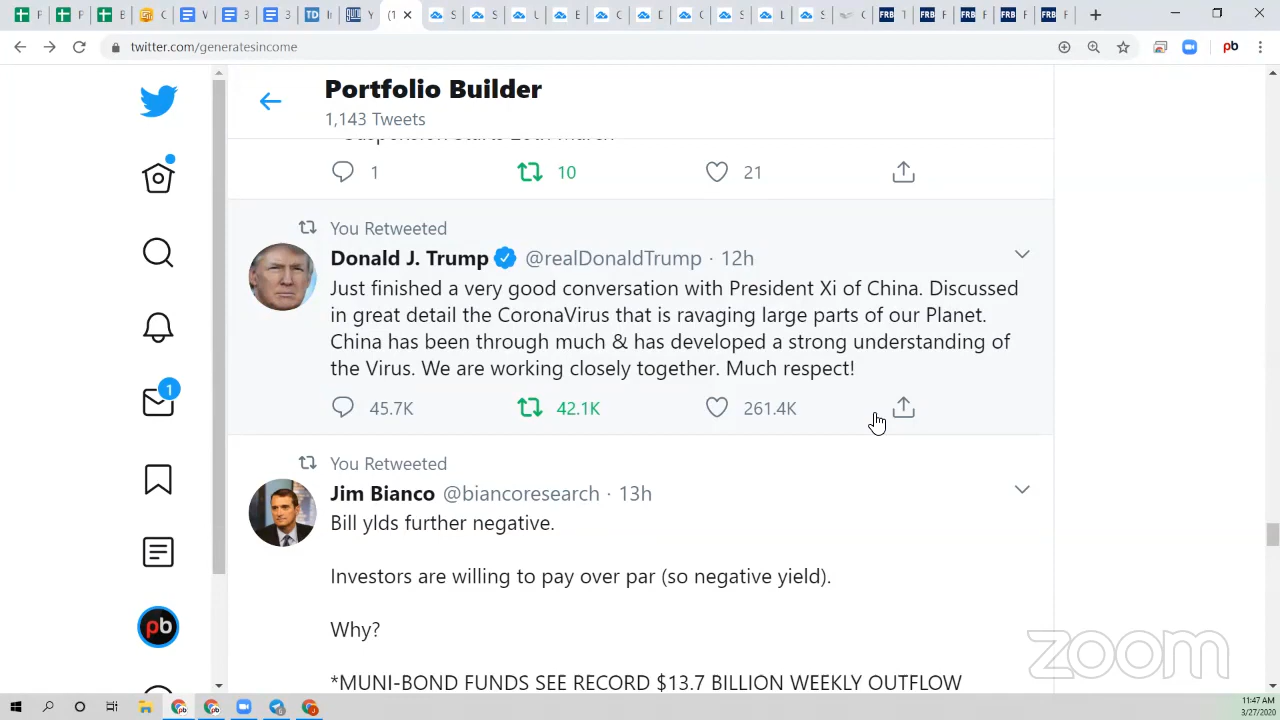 twitter.com/generatesincome
pb
Portfolio Builder
1,143 Tweets
1
10
21
You Retweeted
Donald J. Trump @realDonaldTrump · 12h
Just finished a very good conversation with President Xi of China. Discussed
in great detail the CoronaVirus that is ravaging large parts of our Planet.
China has been through much & has developed a strong understanding of
the Virus. We are working closely together. Much respect!
45.7K
42.1K
261.4K
1
You Retweeted
Jim Bianco @biancoresearch · 13h
Bill ylds further negative.
Investors are willing to pay over par (so negative yield).
Why?
*MUNI-BOND FUNDS SEE RECORD $13.7 BILLION WEEKLY OUTFLOW
pb
zoom
11:47 AM
3/27/2020